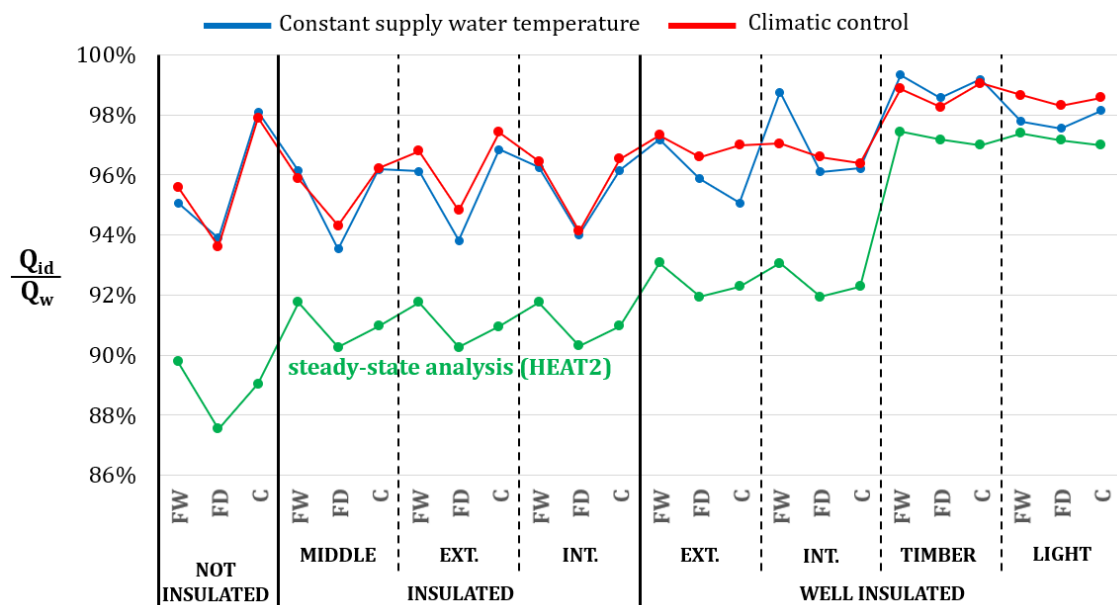 Constant supply water temperature
Climatic control
100%
98%
96%
94%
92%
90%
88%
86%
Q_id
Q_w
steady-state analysis (HEAT2)
FW FD C FW FD C FW FD C FW FD C FW FD C FW FD C FW FD C FW FD C
MIDDLE EXT. INT. EXT. INT. TIMBER LIGHT
NOT
INSULATED INSULATED WELL INSULATED